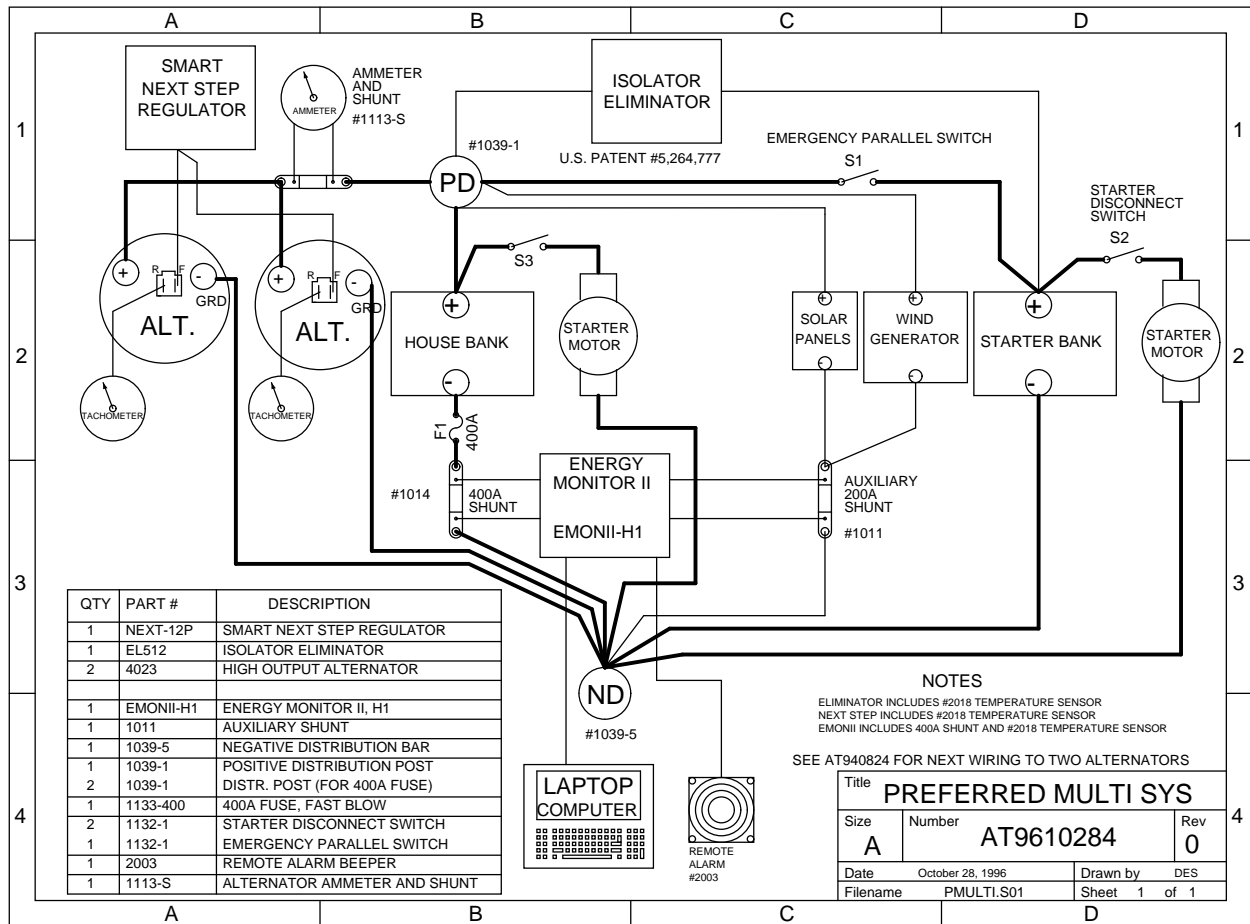 A B C D
1
2
3
4
1
2
3
4
A B C D
SMART
NEXT STEP
REGULATOR
AMMETER
AMMETER
AND
SHUNT
#1113-S
ISOLATOR
ELIMINATOR
U.S. PATENT #5,264,777
#1039-1
PD
EMERGENCY PARALLEL SWITCH
S1
STARTER
DISCONNECT
SWITCH
S2
S3
+
R F
-
GRD
ALT.
TACHOMETER
+
R F
-
GRD
ALT.
TACHOMETER
+
HOUSE BANK
-
STARTER
MOTOR
+
SOLAR
PANELS
-
+
WIND
GENERATOR
-
+
STARTER BANK
-
STARTER
MOTOR
F1
400A
#1014
400A
SHUNT
ENERGY
MONITOR II
EMONII-H1
AUXILIARY
200A
SHUNT
#1011
ND
#1039-5
LAPTOP
COMPUTER
REMOTE
ALARM
#2003
QTY PART # DESCRIPTION
1 NEXT-12P SMART NEXT STEP REGULATOR
1 EL512 ISOLATOR ELIMINATOR
2 4023 HIGH OUTPUT ALTERNATOR
1 EMONII-H1 ENERGY MONITOR II, H1
1 1011 AUXILIARY SHUNT
1 1039-5 NEGATIVE DISTRIBUTION BAR
1 1039-1 POSITIVE DISTRIBUTION POST
2 1039-1 DISTR. POST (FOR 400A FUSE)
1 1133-400 400A FUSE, FAST BLOW
2 1132-1 STARTER DISCONNECT SWITCH
1 1132-1 EMERGENCY PARALLEL SWITCH
1 2003 REMOTE ALARM BEEPER
1 1113-S ALTERNATOR AMMETER AND SHUNT
NOTES
ELIMINATOR INCLUDES #2018 TEMPERATURE SENSOR
NEXT STEP INCLUDES #2018 TEMPERATURE SENSOR
EMONII INCLUDES 400A SHUNT AND #2018 TEMPERATURE SENSOR
SEE AT940824 FOR NEXT WIRING TO TWO ALTERNATORS
Title PREFERRED MULTI SYS
Size Number Rev
A AT9610284 0
Date October 28, 1996 Drawn by DES
Filename PMULTI.S01 Sheet 1 of 1